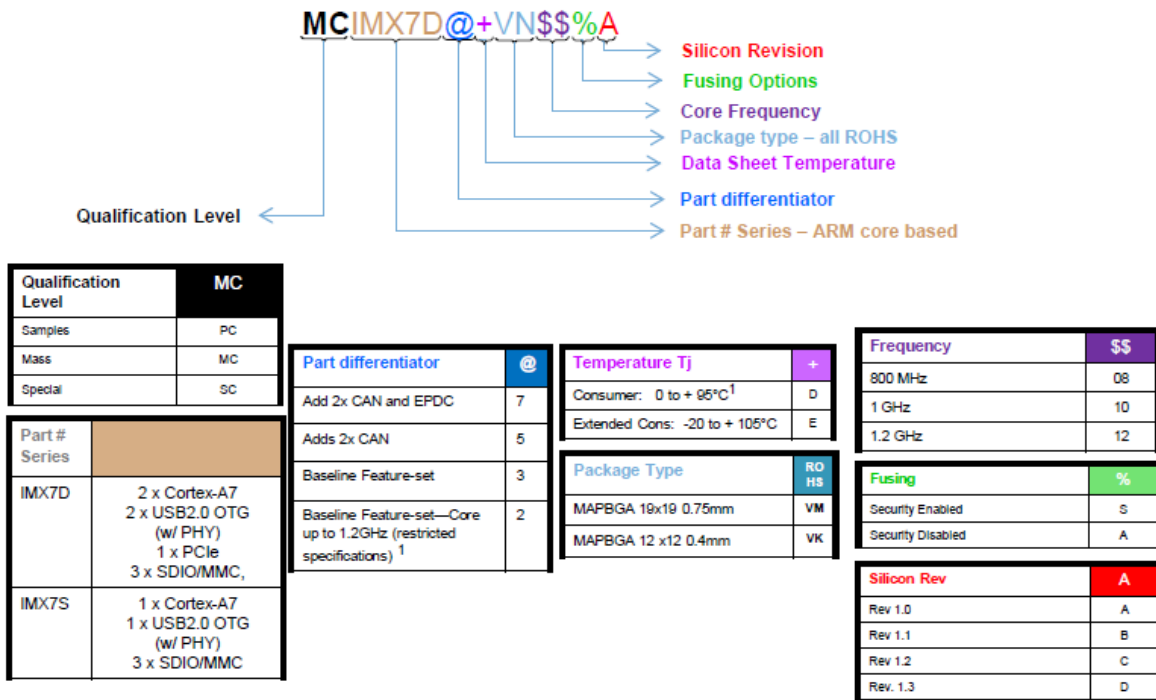 MCIMX7D@+VN$$%A
Silicon Revision
Fusing Options
Core Frequency
Package type – all ROHS
Data Sheet Temperature
Part differentiator
Qualification Level
Part # Series – ARM core based
Qualification Level MC
Samples PC
Mass MC
Special SC
Part # Series
IMX7D 2 x Cortex-A7
2 x USB2.0 OTG
(w/ PHY)
1 x PCIe
3 x SDIO/MMC,
IMX7S 1 x Cortex-A7
1 x USB2.0 OTG
(w/ PHY)
3 x SDIO/MMC
Part differentiator @
Add 2x CAN and EPDC 7
Adds 2x CAN 5
Baseline Feature-set 3
Baseline Feature-set—Core 2
up to 1.2GHz (restricted
specifications) 1
Temperature Tj +
Consumer: 0 to + 95°C1 D
Extended Cons: -20 to + 105°C E
Package Type RO
HS
MAPBGA 19x19 0.75mm VM
MAPBGA 12 x12 0.4mm VK
Frequency $$
800 MHz 08
1 GHz 10
1.2 GHz 12
Fusing %
Security Enabled S
Security Disabled A
Silicon Rev A
Rev 1.0 A
Rev 1.1 B
Rev 1.2 C
Rev. 1.3 D